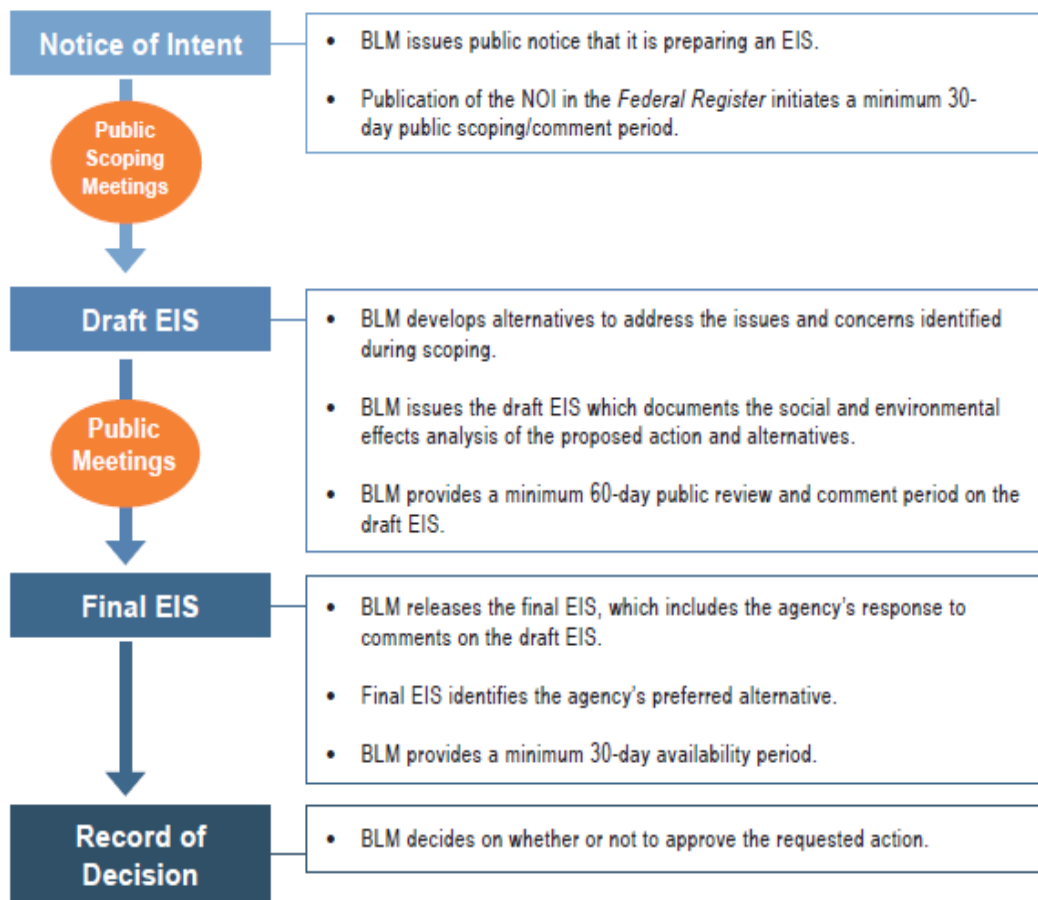 Notice of Intent
• BLM issues public notice that it is preparing an EIS.
• Publication of the NOI in the Federal Register initiates a minimum 30-
day public scoping/comment period.
Public
Scoping
Meetings
Draft EIS
• BLM develops alternatives to address the issues and concerns identified
during scoping.
• BLM issues the draft EIS which documents the social and environmental
effects analysis of the proposed action and alternatives.
• BLM provides a minimum 60-day public review and comment period on the
draft EIS.
Public
Meetings
Final EIS
• BLM releases the final EIS, which includes the agency's response to
comments on the draft EIS.
• Final EIS identifies the agency's preferred alternative.
• BLM provides a minimum 30-day availability period.
Record of
Decision
• BLM decides on whether or not to approve the requested action.